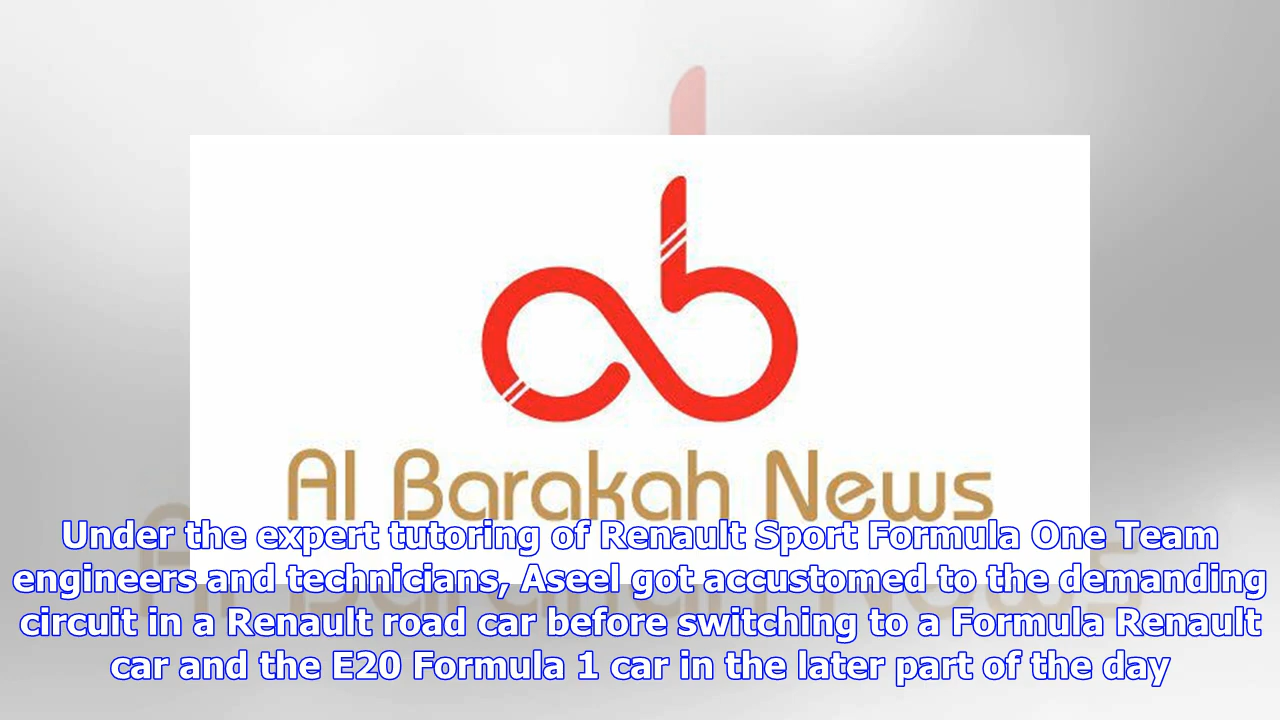 Al Barakah News
Under the expert tutoring of Renault Sport Formula One Team
engineers and technicians, Aseel got accustomed to the demanding
circuit in a Renault road car before switching to a Formula Renault
car and the E20 Formula 1 car in the later part of the day